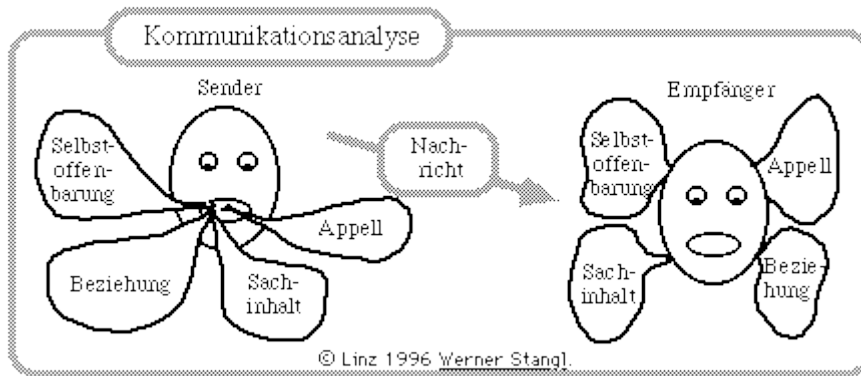 Kommunikationsanalyse
Sender
Selbst-
offen-
barung
Beziehung
Sach-
inhalt
Appell
Nach-
richt
Empfänger
Selbst-
offen-
barung
Appell
Sach-
inhalt
Bezie-
hung
© Linz 1996 Werner Stangl.